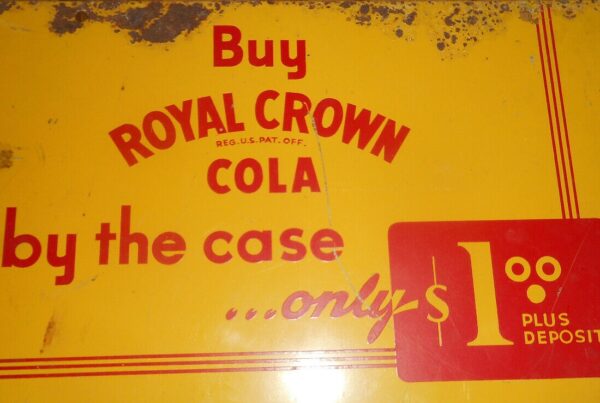 Buy
ROYAL CROWN
REG. U.S. PAT. OFF.
COLA
by the case
...only $1.00
PLUS
DEPOSIT